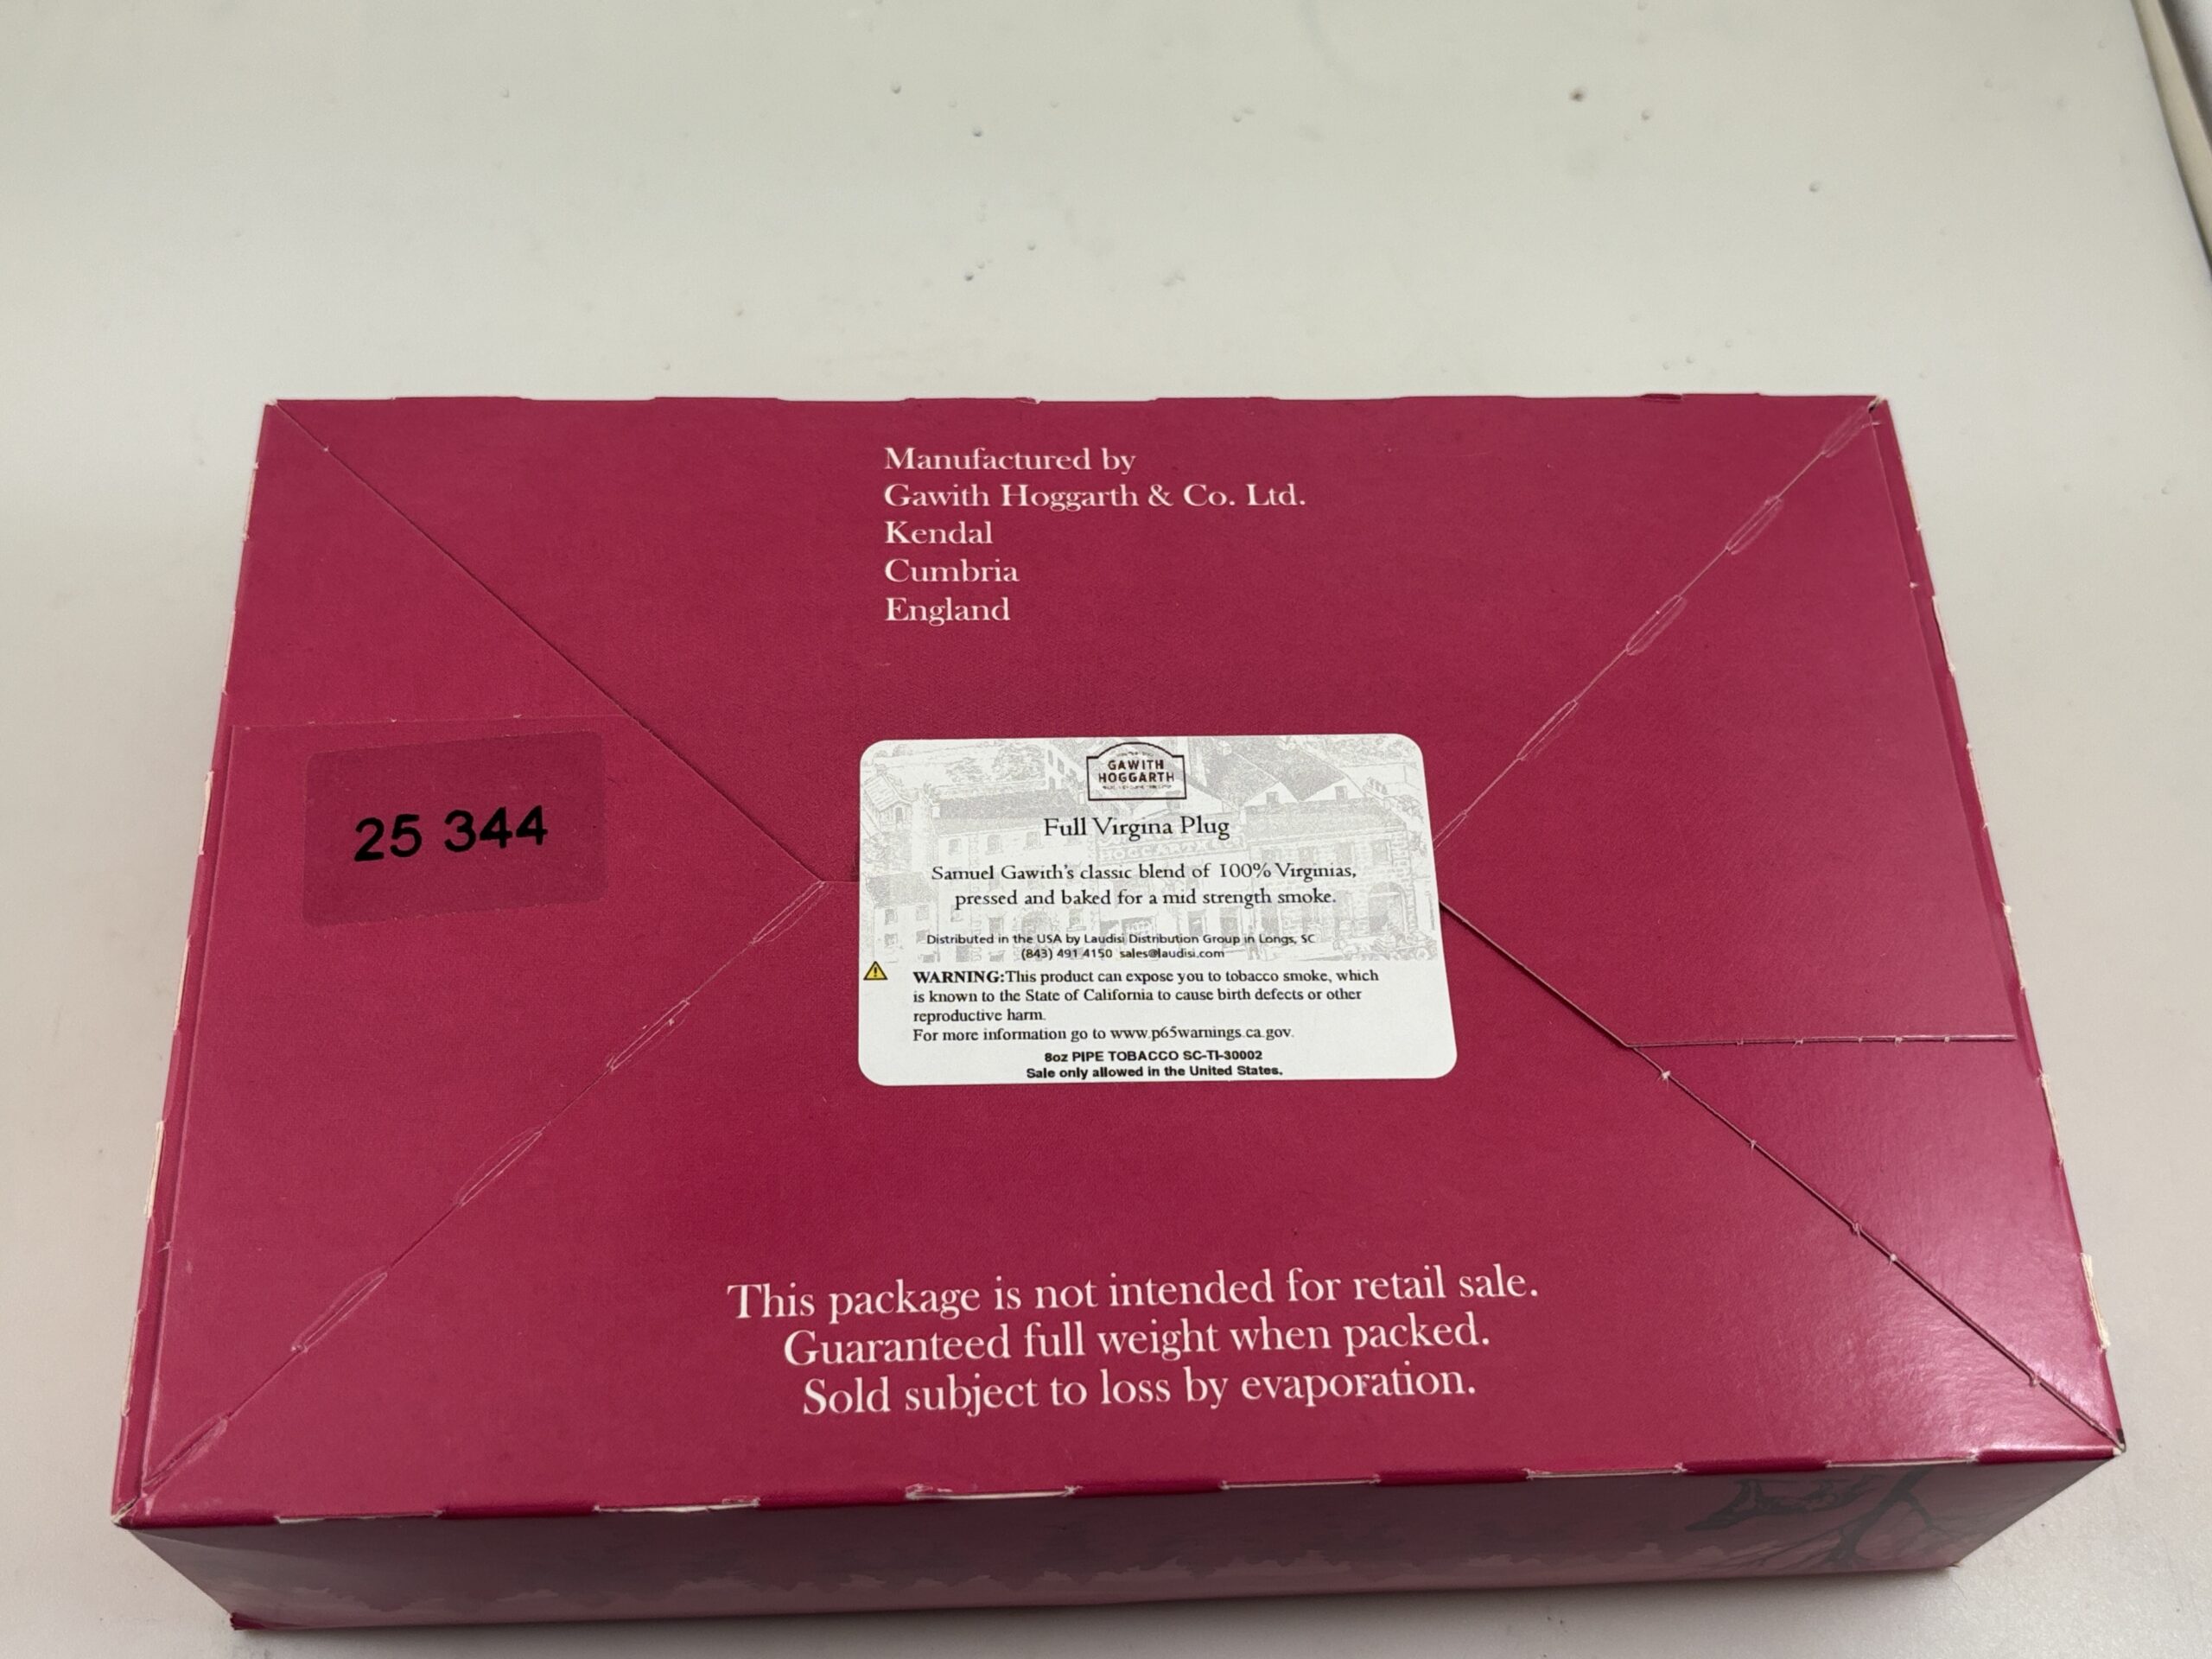 Manufactured by
Gawith Hoggarth & Co. Ltd.
Kendal
Cumbria
England
25 344
GAWITH
HOGGARTH
Full Virgina Plug
Samuel Gawith's classic blend of 100% Virginias,
pressed and baked for a mid strength smoke.
Distributed in the USA by Laudisi Distribution Group in Longs, SC
(843) 491 4150 sales@laudisi.com
WARNING:This product can expose you to tobacco smoke, which
is known to the State of California to cause birth defects or other
reproductive harm.
For more information go to www.p65warnings.ca.gov.
8oz PIPE TOBACCO SC-TI-30002
Sale only allowed in the United States.
This package is not intended for retail sale.
Guaranteed full weight when packed.
Sold subject to loss by evaporation.